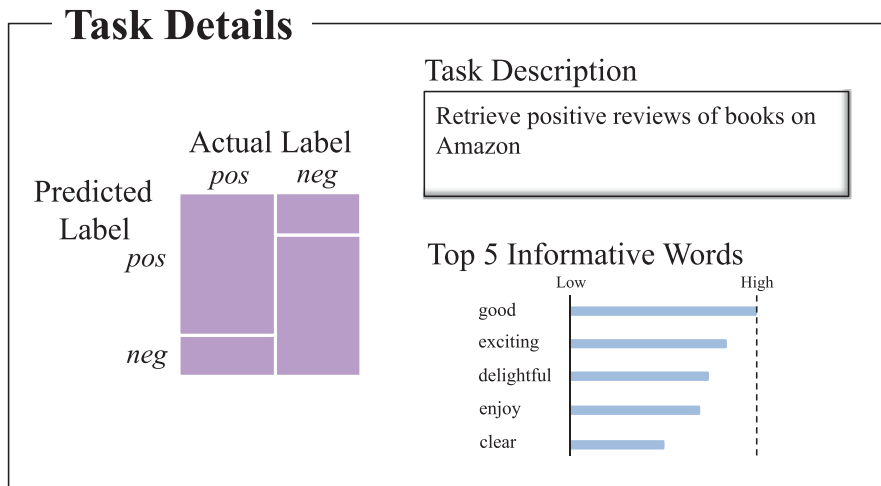 Task Details
Task Description
Retrieve positive reviews of books on
Amazon
Actual Label
pos neg
Predicted
Label
pos
neg
Top 5 Informative Words
Low High
good
exciting
delightful
enjoy
clear